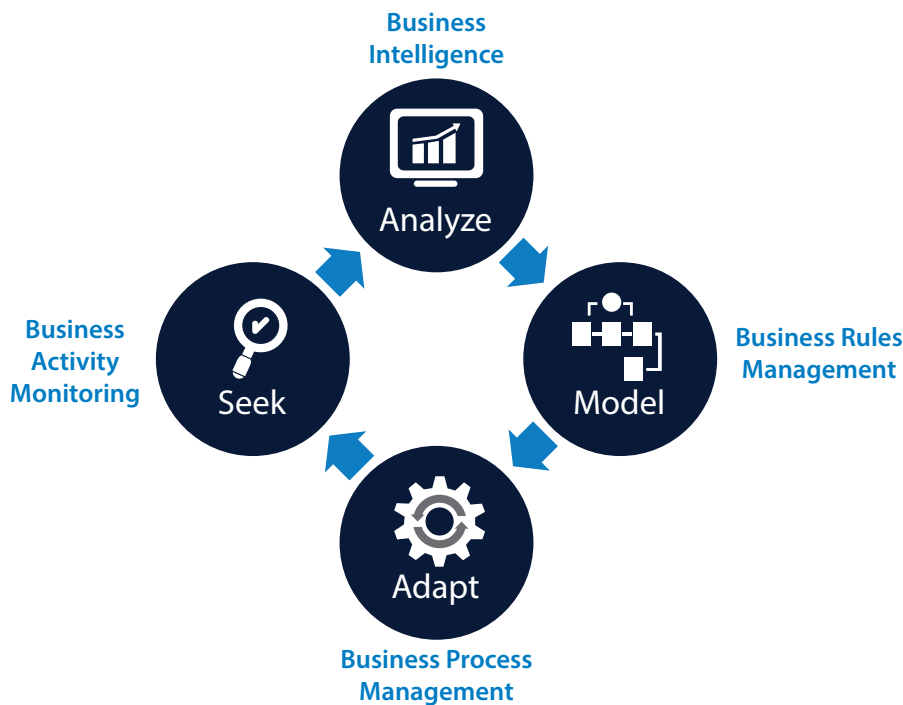 Business
Intelligence
Analyze
Business
Activity
Monitoring
Seek
Business Rules
Management
Model
Adapt
Business Process
Management